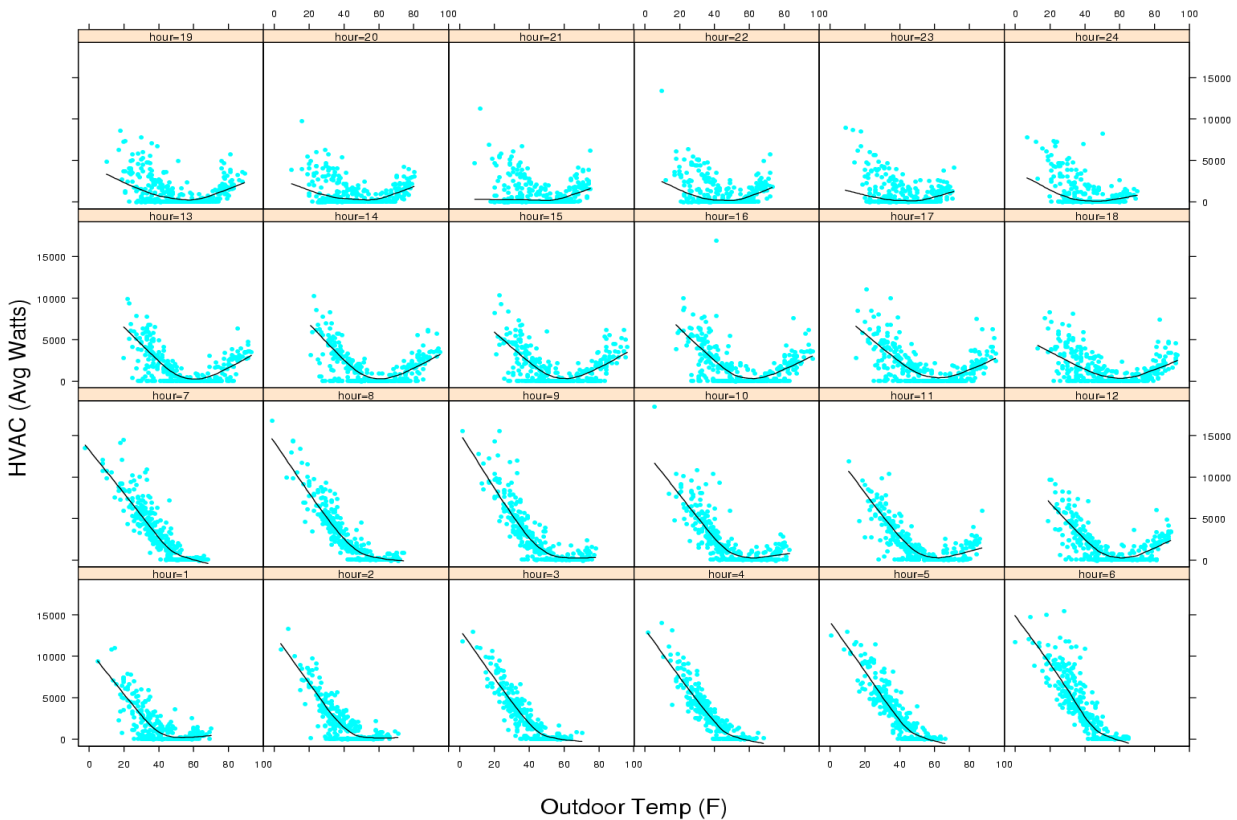 0 20 40 60 80 100 0 20 40 60 80 100 0 20 40 60 80 100
hour=19 hour=20 hour=21 hour=22 hour=23 hour=24
15000
10000
5000
0
hour=13 hour=14 hour=15 hour=16 hour=17 hour=18
15000
10000
5000
0
hour=7 hour=8 hour=9 hour=10 hour=11 hour=12
15000
10000
5000
0
hour=1 hour=2 hour=3 hour=4 hour=5 hour=6
15000
10000
5000
0
0 20 40 60 80 100 0 20 40 60 80 100 0 20 40 60 80 100
HVAC (Avg Watts)
Outdoor Temp (F)